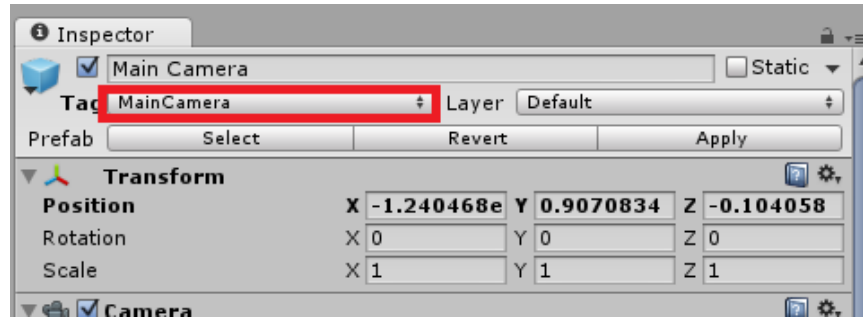 Inspector
Main Camera Static
Tag MainCamera Layer Default
Prefab Select Revert Apply
Transform
Position X -1.240468e Y 0.9070834 Z -0.104058
Rotation X 0 Y 0 Z 0
Scale X 1 Y 1 Z 1
Camera